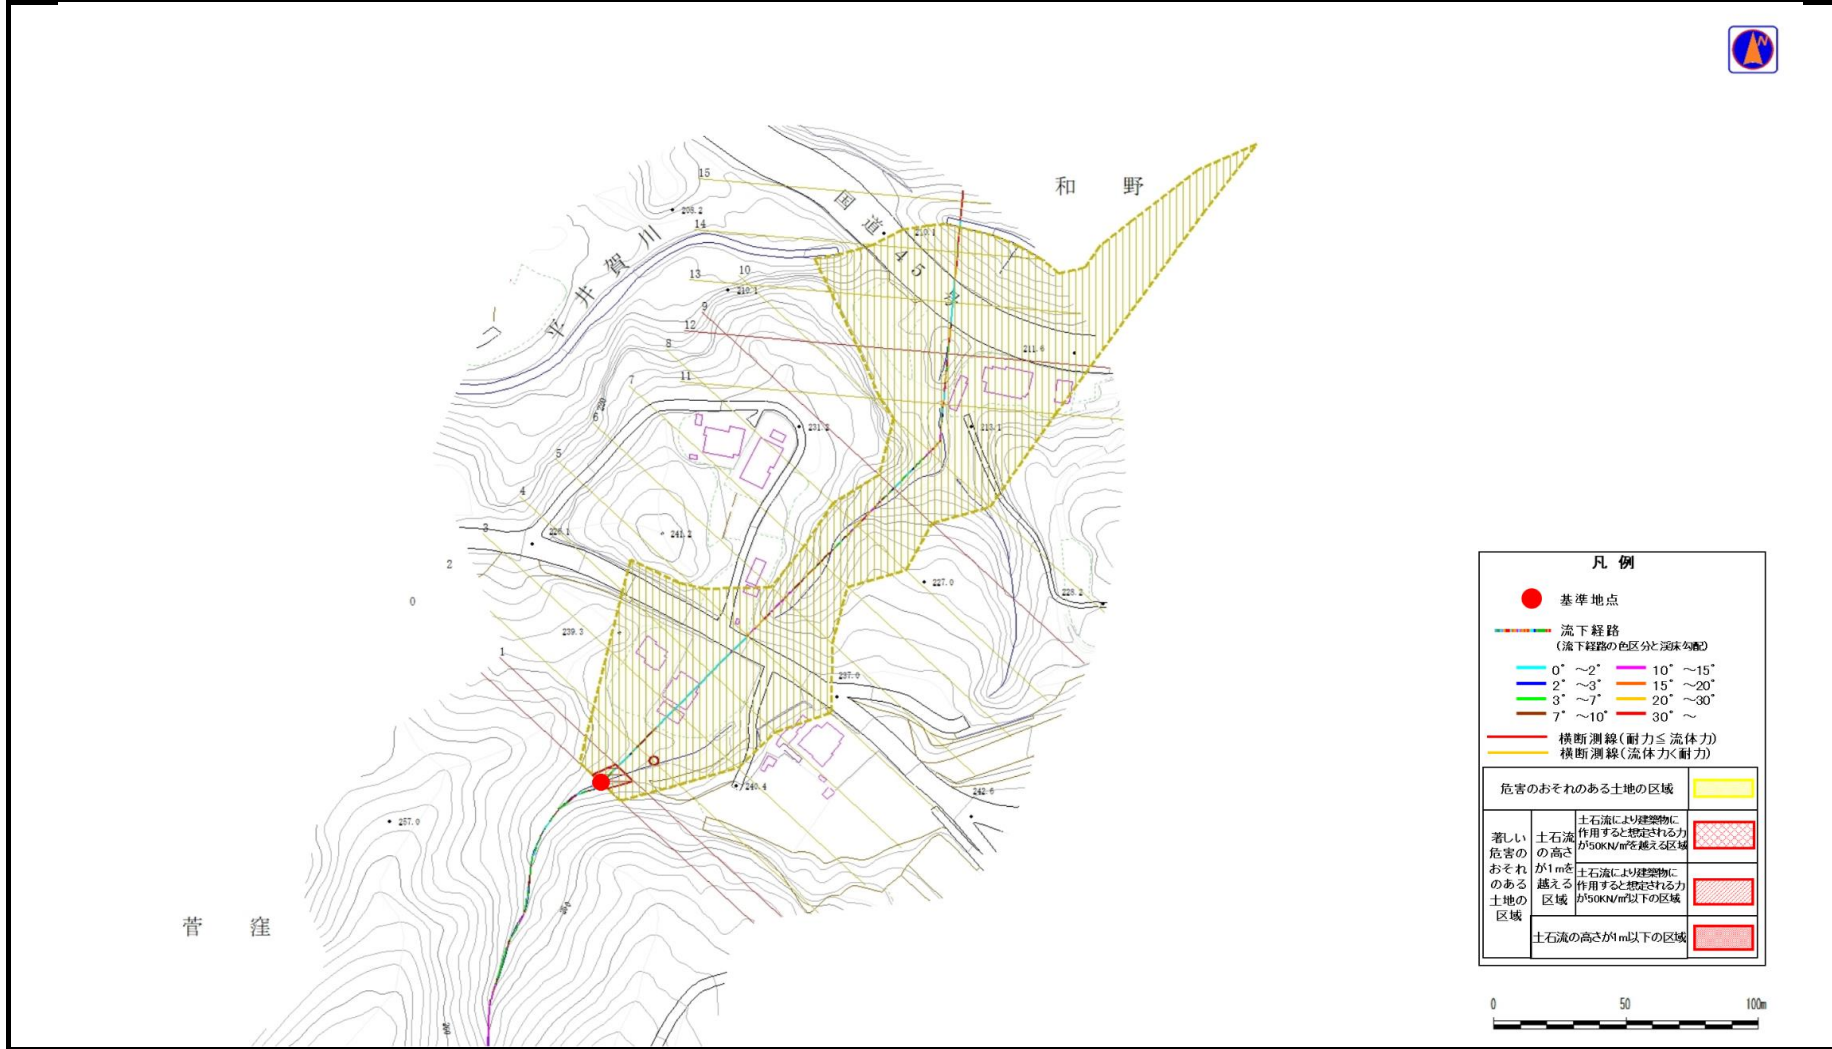 N
和野
15
国道45号
208.2
14
210.1
平井賀川
13
10
210.1
9
12
8
211.6
7
11
6
220
231.2
213.1
5
4
3
226.1
241.2
2
227.0
228.2
0
239.3
1
237.0
240.4
242.6
257.0
菅窪
260
凡例
基準地点
流下経路
(流下経路の色区分と渓床勾配)
0°～2°
10°～15°
2°～3°
15°～20°
3°～7°
20°～30°
7°～10°
30°～
横断測線(耐力≦流体力)
横断測線(流体力<耐力)
危害のおそれのある土地の区域
著しい
危害の
おそれ
のある
土地の
区域
土石流
の高さ
が1mを
越える
区域
土石流により建築物に
作用すると想定される力
が50KN/㎡を越える区域
土石流により建築物に
作用すると想定される力
が50KN/㎡以下の区域
土石流の高さが1m以下の区域
0
50
100m